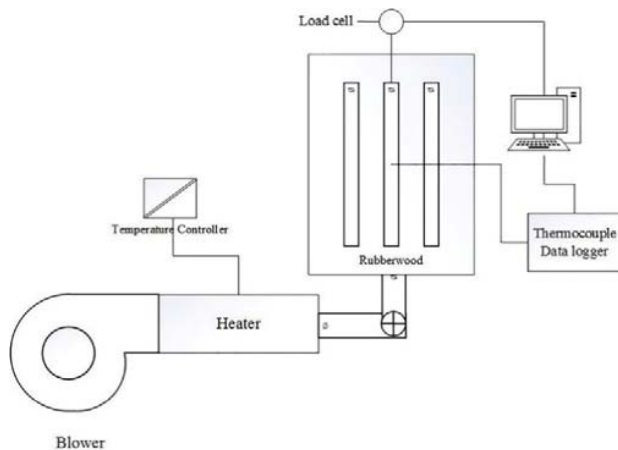 Load cell
Temperature Controller
Rubberwood
Thermocouple
Data logger
Heater
Blower